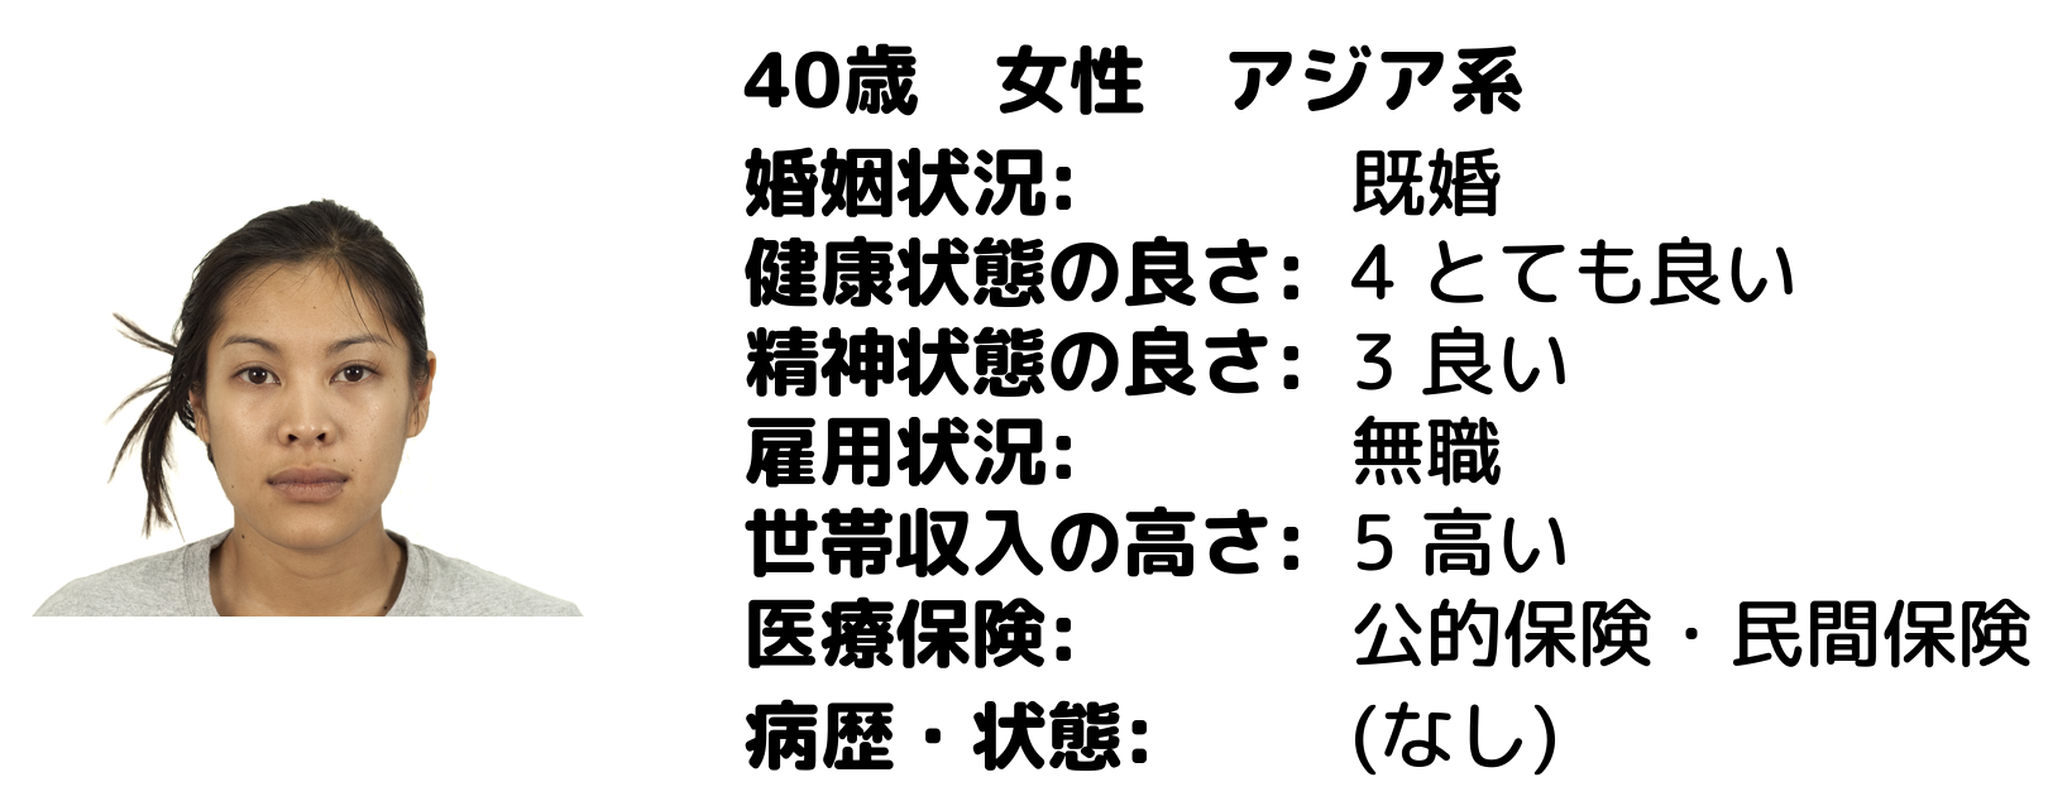 40歳　女性　アジア系
婚姻状況: 既婚
健康状態の良さ: 4 とても良い
精神状態の良さ: 3 良い
雇用状況: 無職
世帯収入の高さ: 5 高い
医療保険: 公的保険・民間保険
病歴・状態: (なし)